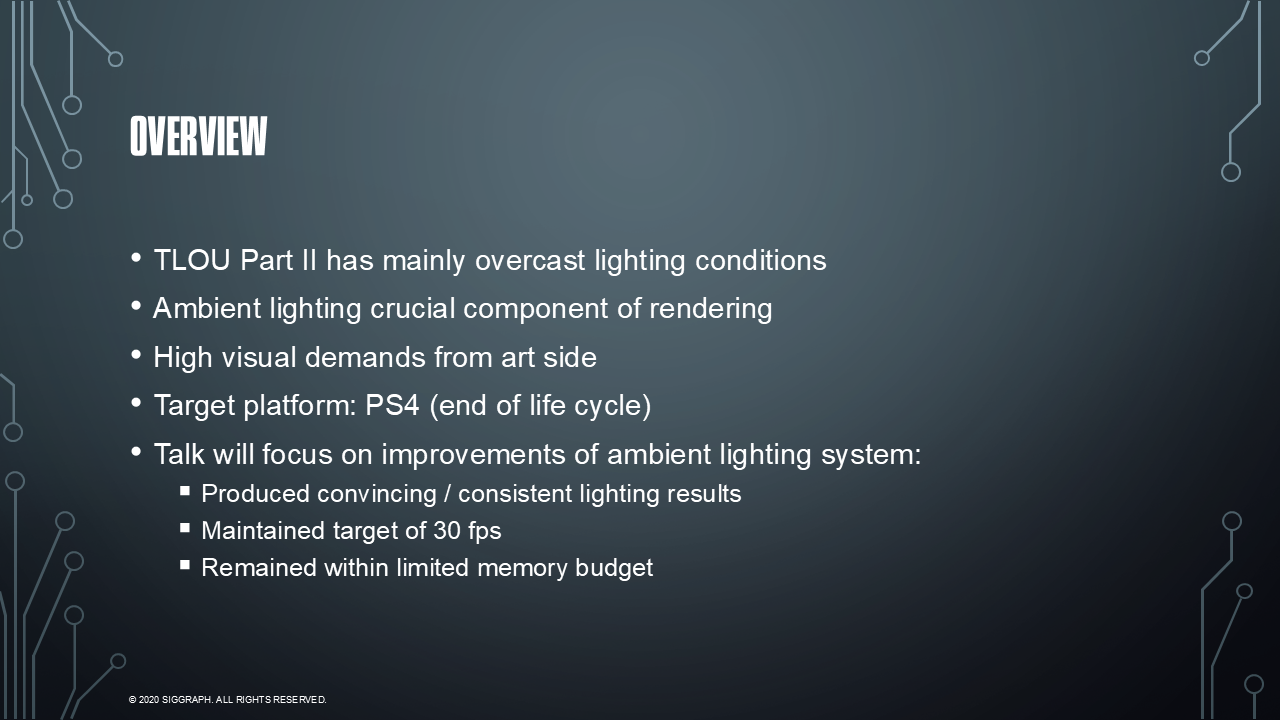 OVERVIEW
• TLOU Part II has mainly overcast lighting conditions
• Ambient lighting crucial component of rendering
• High visual demands from art side
• Target platform: PS4 (end of life cycle)
• Talk will focus on improvements of ambient lighting system:
▪ Produced convincing / consistent lighting results
▪ Maintained target of 30 fps
▪ Remained within limited memory budget
© 2020 SIGGRAPH. ALL RIGHTS RESERVED.